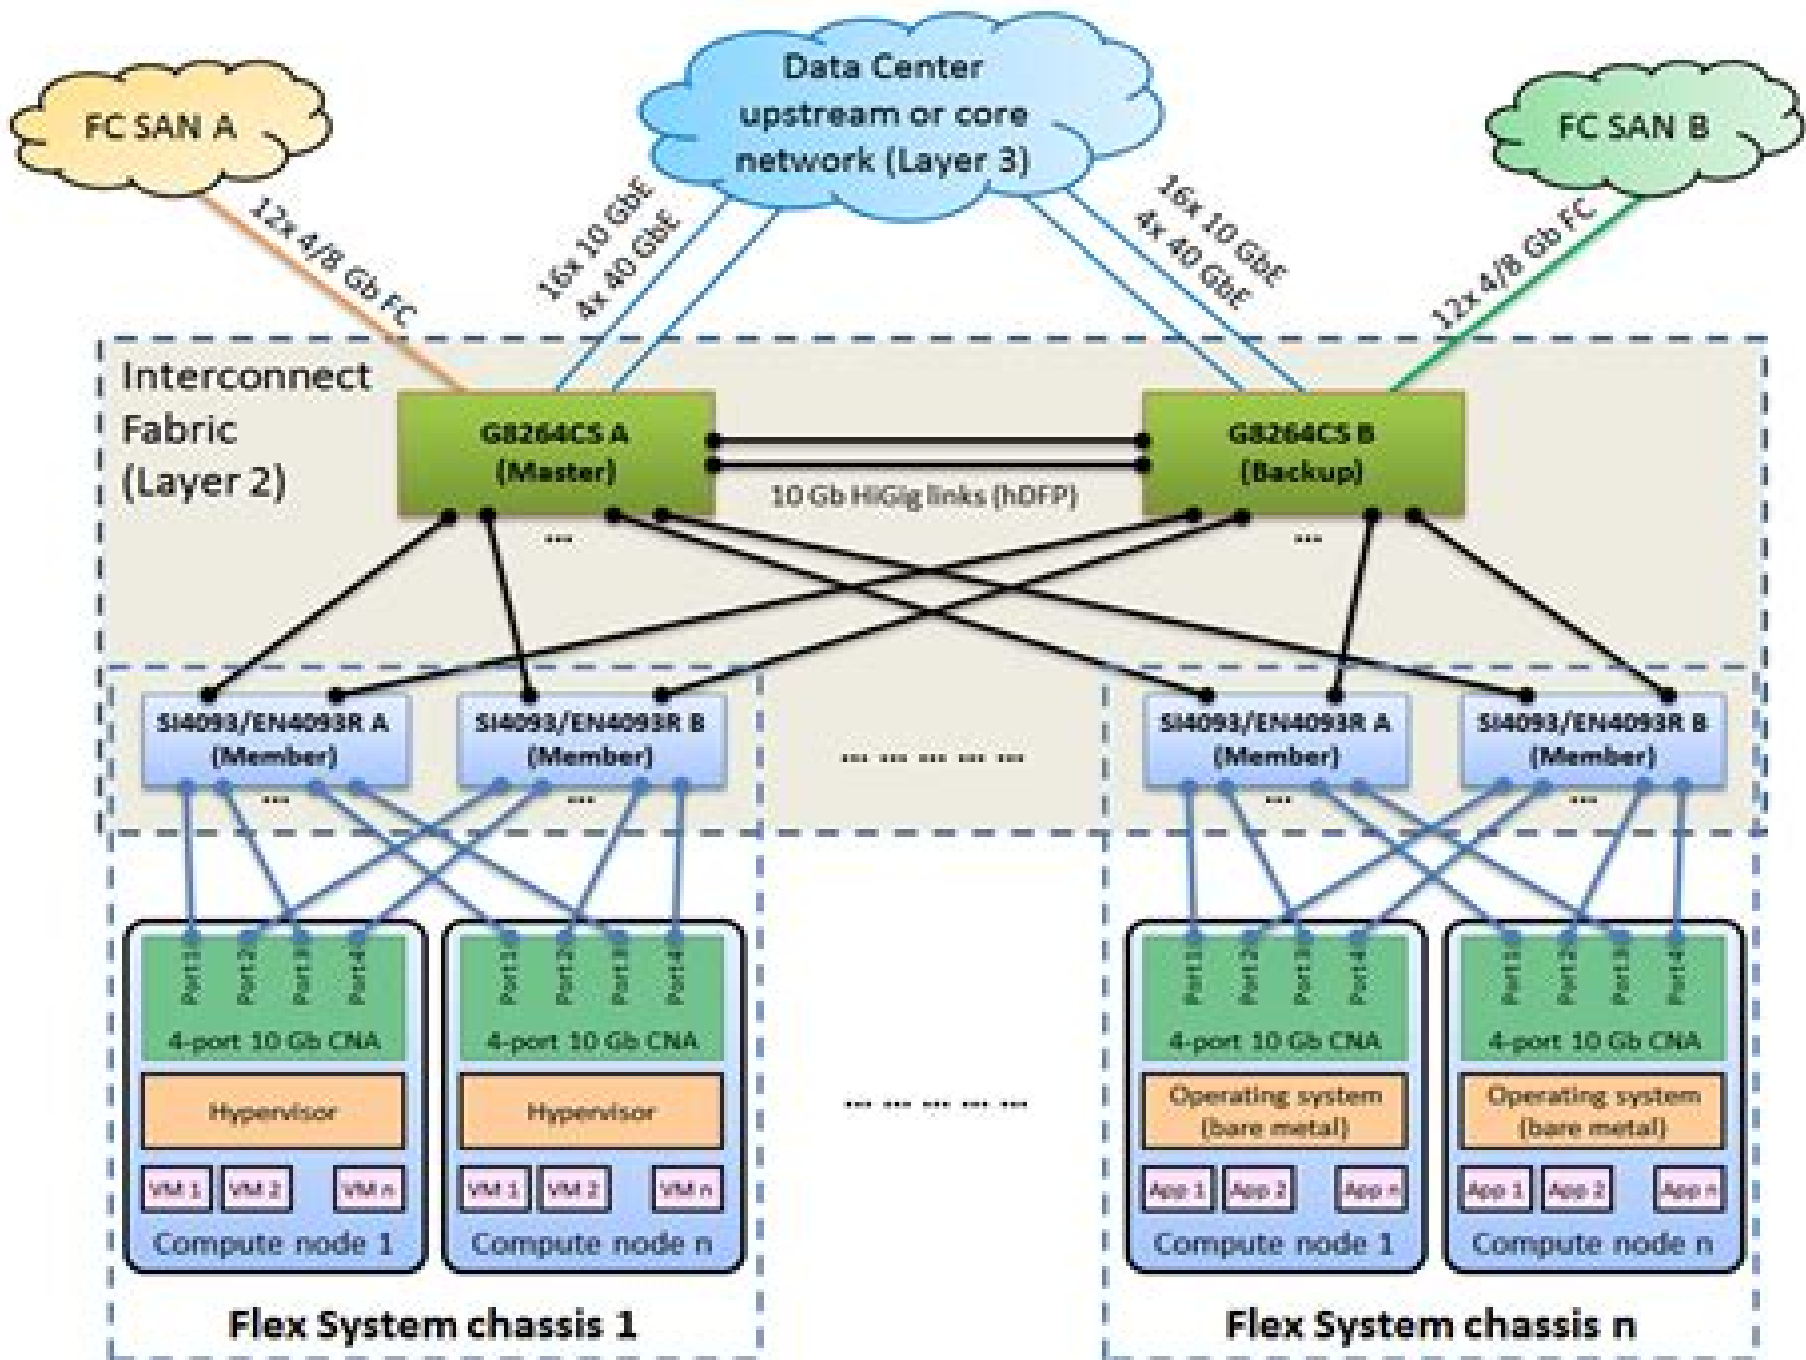 FC SAN A
Data Center
upstream or core
network (Layer 3)
FC SAN B
12x 4/8 Gb FC
16x 10 GbE
4x 40 GbE
16x 10 GbE
4x 40 GbE
12x 4/8 Gb FC
Interconnect
Fabric
(Layer 2)
G8264CS A
(Master)
G8264CS B
(Backup)
10 Gb HiGig links (hDFP)
...
...
SI4093/EN4093R A
(Member)
SI4093/EN4093R B
(Member)
... ... ... ... ...
SI4093/EN4093R A
(Member)
SI4093/EN4093R B
(Member)
...
...
...
...
Port 1
Port 2
Port 3
Port 4
4-port 10 Gb CNA
Hypervisor
VM 1
VM 2
VM n
Compute node 1
Port 1
Port 2
Port 3
Port 4
4-port 10 Gb CNA
Hypervisor
VM 1
VM 2
VM n
Compute node n
... ... ... ... ...
Port 1
Port 2
Port 3
Port 4
4-port 10 Gb CNA
Operating system
(bare metal)
App 1
App 2
App n
Compute node 1
Port 1
Port 2
Port 3
Port 4
4-port 10 Gb CNA
Operating system
(bare metal)
App 1
App 2
App n
Compute node n
Flex System chassis 1
Flex System chassis n